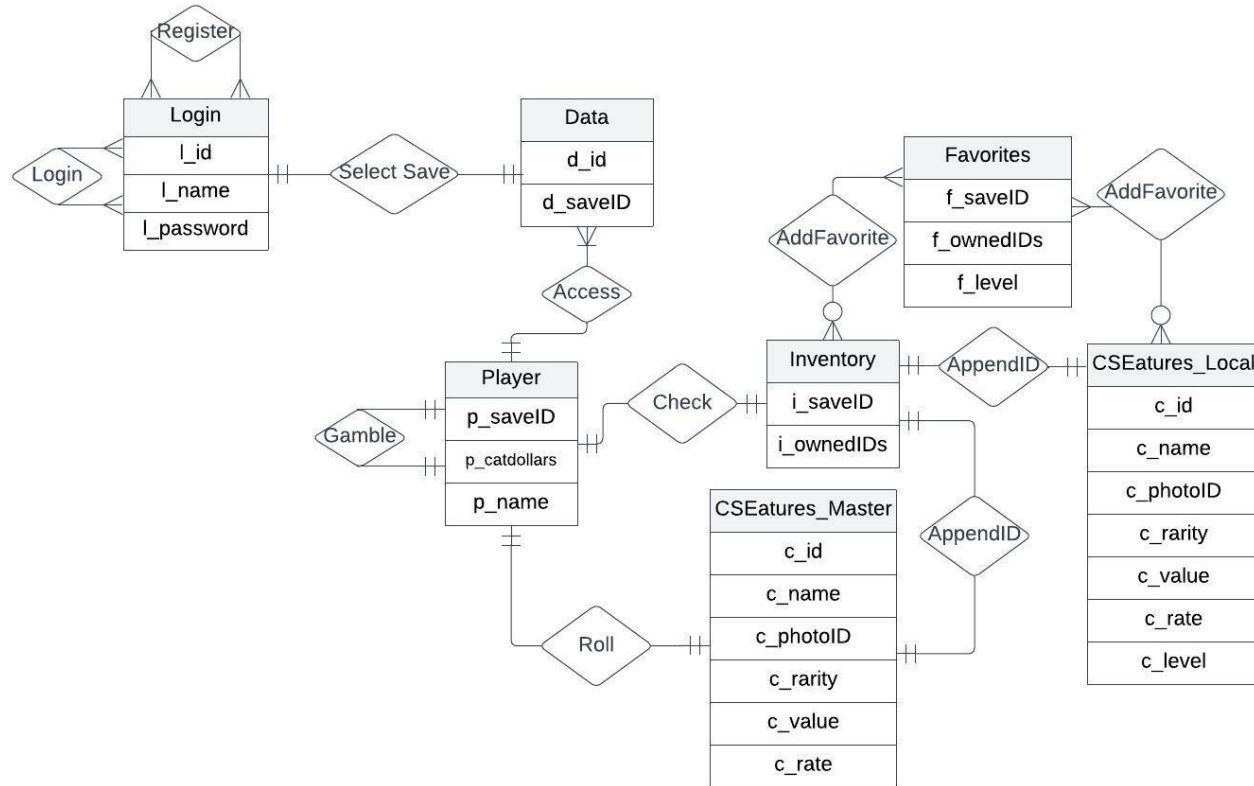 Register
Login
l_id
l_name
l_password
Login
Select Save
Data
d_id
d_saveID
Access
Player
p_saveID
p_catdollars
p_name
Gamble
Check
Roll
Inventory
i_saveID
i_ownedIDs
AddFavorite
Favorites
f_saveID
f_ownedIDs
f_level
AddFavorite
AppendID
AppendID
CSEatures_Master
c_id
c_name
c_photoID
c_rarity
c_value
c_rate
CSEatures_Local
c_id
c_name
c_photoID
c_rarity
c_value
c_rate
c_level